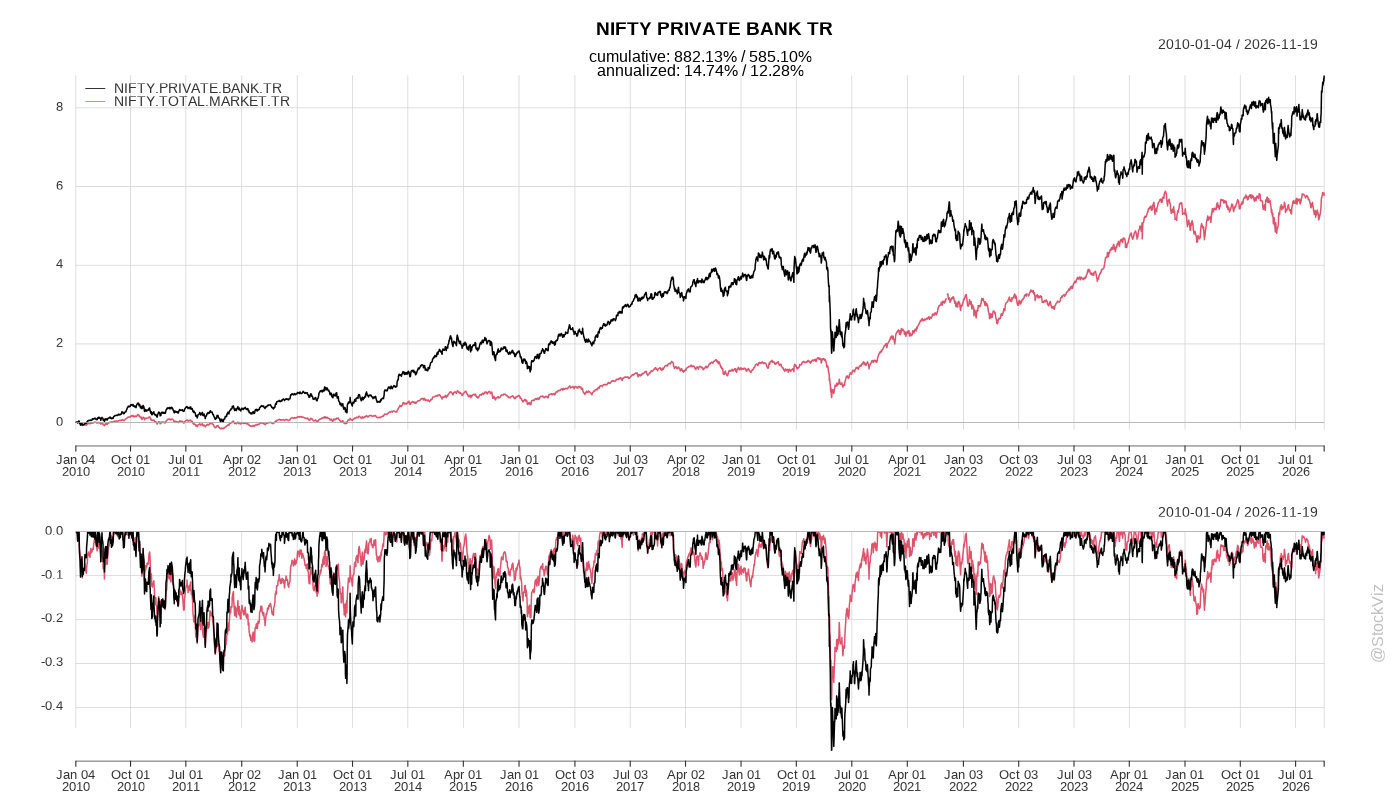 NIFTY PRIVATE BANK TR
2010-01-04 / 2026-11-19
cumulative: 882.13% / 585.10%
annualized: 14.74% / 12.28%
NIFTY.PRIVATE.BANK.TR
NIFTY.TOTAL.MARKET.TR
8
6
4
2
0
Jan 04 Oct 01 Jul 01 Apr 02 Jan 01 Oct 01 Jul 01 Apr 01 Jan 01 Oct 03 Jul 03 Apr 02 Jan 01 Oct 01 Jul 01 Apr 01 Jan 03 Oct 03 Jul 03 Apr 01 Jan 01 Oct 01 Jul 01
2010 2010 2011 2012 2013 2013 2014 2015 2016 2016 2017 2018 2019 2019 2020 2021 2022 2022 2023 2024 2025 2025 2026
2010-01-04 / 2026-11-19
0.0
-0.1
-0.2
-0.3
-0.4
Jan 04 Oct 01 Jul 01 Apr 02 Jan 01 Oct 01 Jul 01 Apr 01 Jan 01 Oct 03 Jul 03 Apr 02 Jan 01 Oct 01 Jul 01 Apr 01 Jan 03 Oct 03 Jul 03 Apr 01 Jan 01 Oct 01 Jul 01
2010 2010 2011 2012 2013 2013 2014 2015 2016 2016 2017 2018 2019 2019 2020 2021 2022 2022 2023 2024 2025 2025 2026
@StockViz